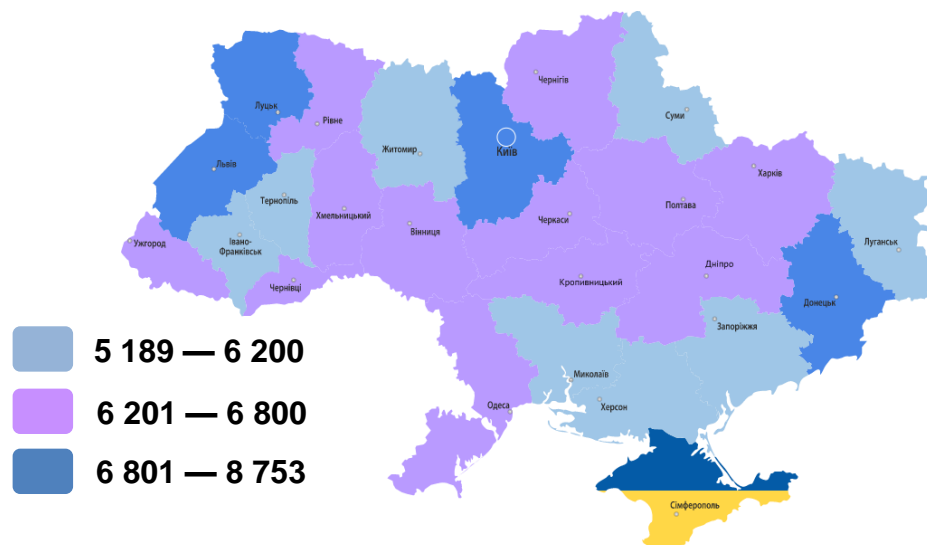 Чернігів
Луцьк
Рівне
Суми
Житомир
Київ
Львів
Харків
Тернопіль
Хмельницький
Полтава
Черкаси
Вінниця
Ужгород
Івано-
Франківськ
Луганськ
Дніпро
Чернівці
Кропивницький
Донецьк
Запоріжжя
Миколаїв
Херсон
Одеса
Сімферополь
5 189 — 6 200
6 201 — 6 800
6 801 — 8 753